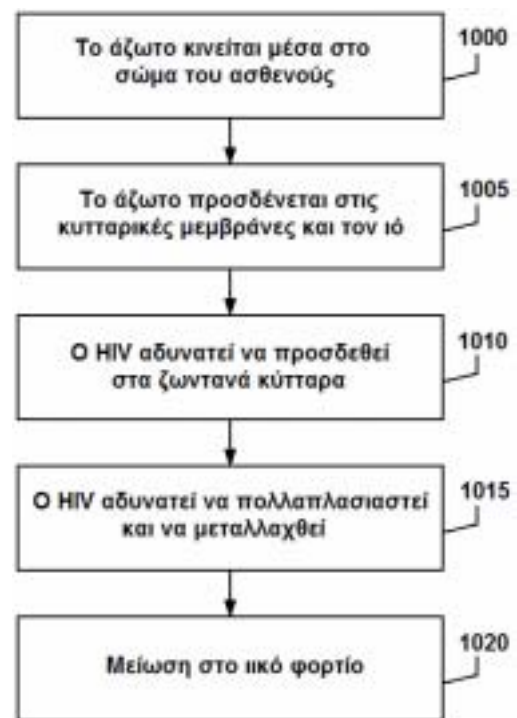 Το άζωτο κινείται μέσα στο
σώμα του ασθενούς
1000
Το άζωτο προσδένεται στις
κυτταρικές μεμβράνες και τον ιό
1005
Ο HIV αδυνατεί να προσδεθεί
στα ζωντανά κύτταρα
1010
Ο HIV αδυνατεί να πολλαπλασιαστεί
και να μεταλλαχθεί
1015
Μείωση στο ιικό φορτίο
1020